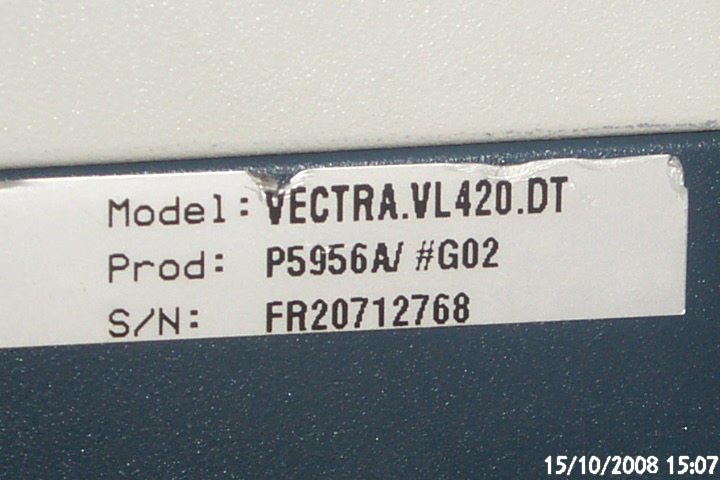 Model: VECTRA.VL420.DT
Prod: P5956A/ #G02
S/N: FR20712768
15/10/2008 15:07